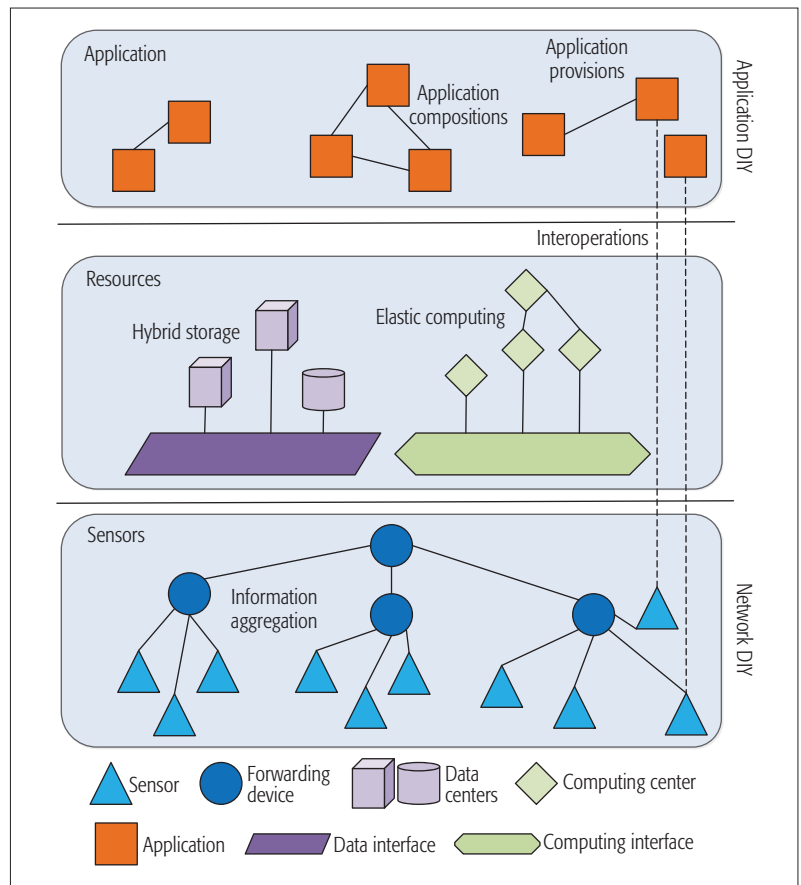 Application
Application
provisions
Application
compositions
Application DIY
Interoperations
Resources
Hybrid storage
Elastic computing
Sensors
Information
aggregation
Network DIY
Sensor
Forwarding
device
Data
centers
Computing center
Application
Data interface
Computing interface